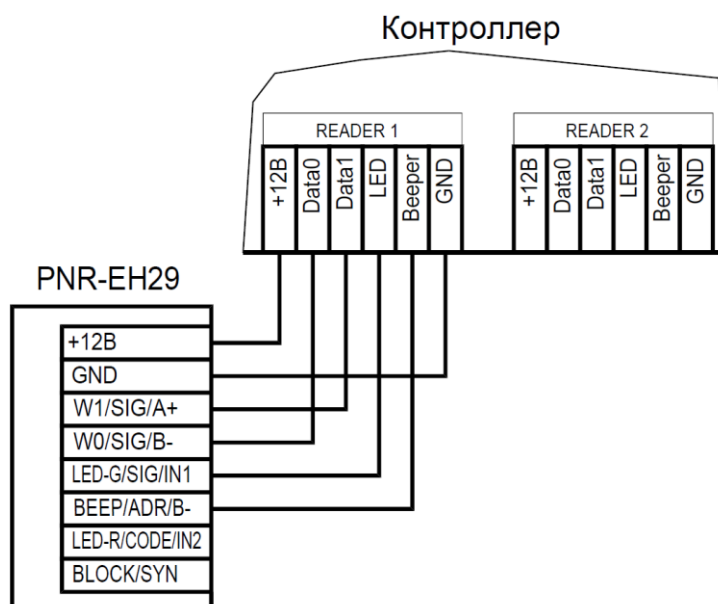 Контроллер
READER 1
READER 2
+12В
Data0
Data1
LED
Beeper
GND
+12В
Data0
Data1
LED
Beeper
GND
PNR-EH29
+12В
GND
W1/SIG/A+
W0/SIG/B-
LED-G/SIG/IN1
BEEP/ADR/B-
LED-R/CODE/IN2
BLOCK/SYN